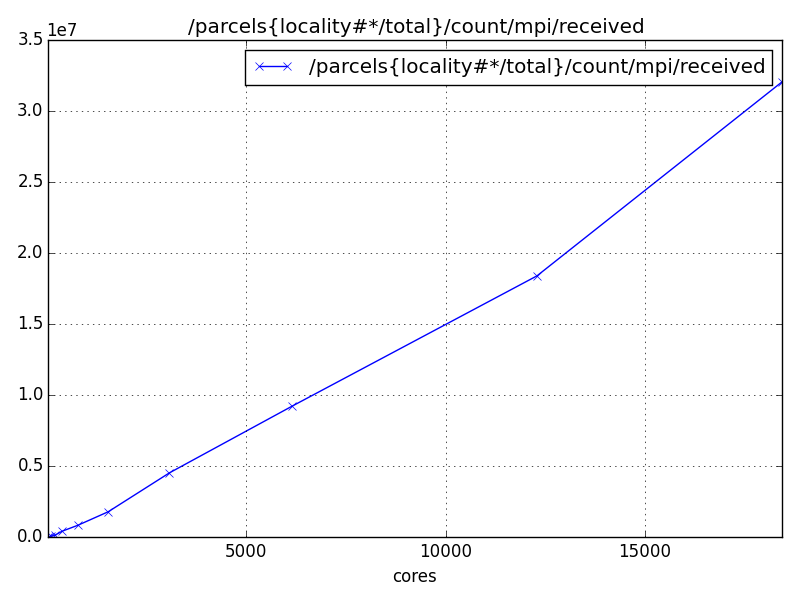 /parcels{locality#*/total}/count/mpi/received
1e7
3.5
/parcels{locality#*/total}/count/mpi/received
3.0
2.5
2.0
1.5
1.0
0.5
0.0
5000 10000 15000
cores